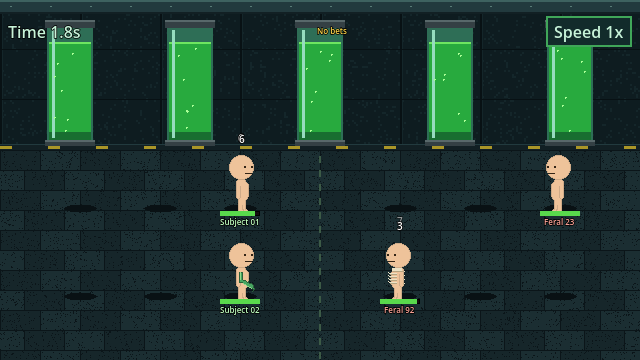 Time 1.8s
No bets
Speed 1x
6
Subject 01
Feral 23
3
Subject 02
Feral 92